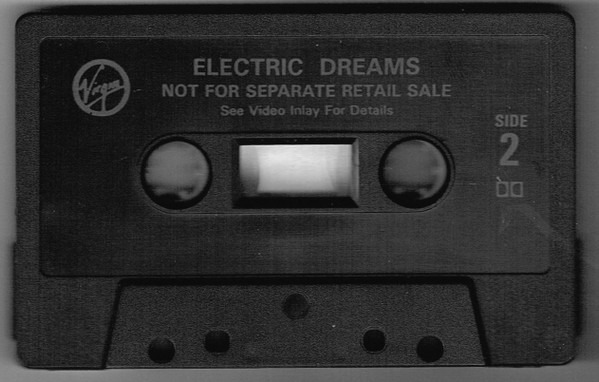 Virgin
ELECTRIC DREAMS
NOT FOR SEPARATE RETAIL SALE
See Video Inlay For Details
SIDE
2